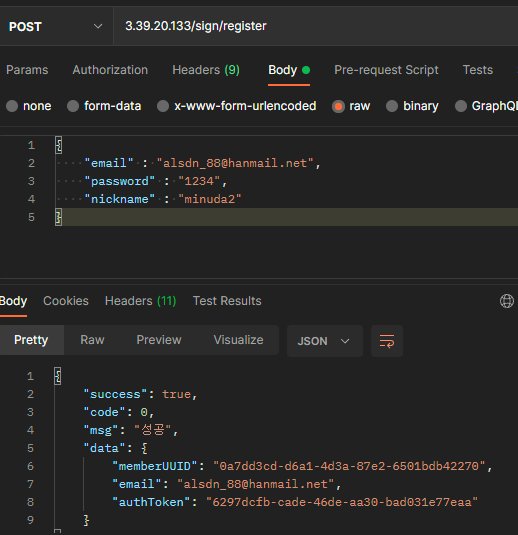 POST 3.39.20.133/sign/register
Params Authorization Headers (9) Body Pre-request Script Tests
none form-data x-www-form-urlencoded raw binary GraphQL
1 {
2 "email" : "alsdn_88@hanmail.net",
3 "password" : "1234",
4 "nickname" : "minuda2"
5 }
Body Cookies Headers (11) Test Results
Pretty Raw Preview Visualize JSON
1 {
2 "success": true,
3 "code": 0,
4 "msg": "성공",
5 "data": {
6 "memberUUID": "0a7dd3cd-d6a1-4d3a-87e2-6501bdb42270",
7 "email": "alsdn_88@hanmail.net",
8 "authToken": "6297dcfb-cade-46de-aa30-bad031e77eaa"
9 }